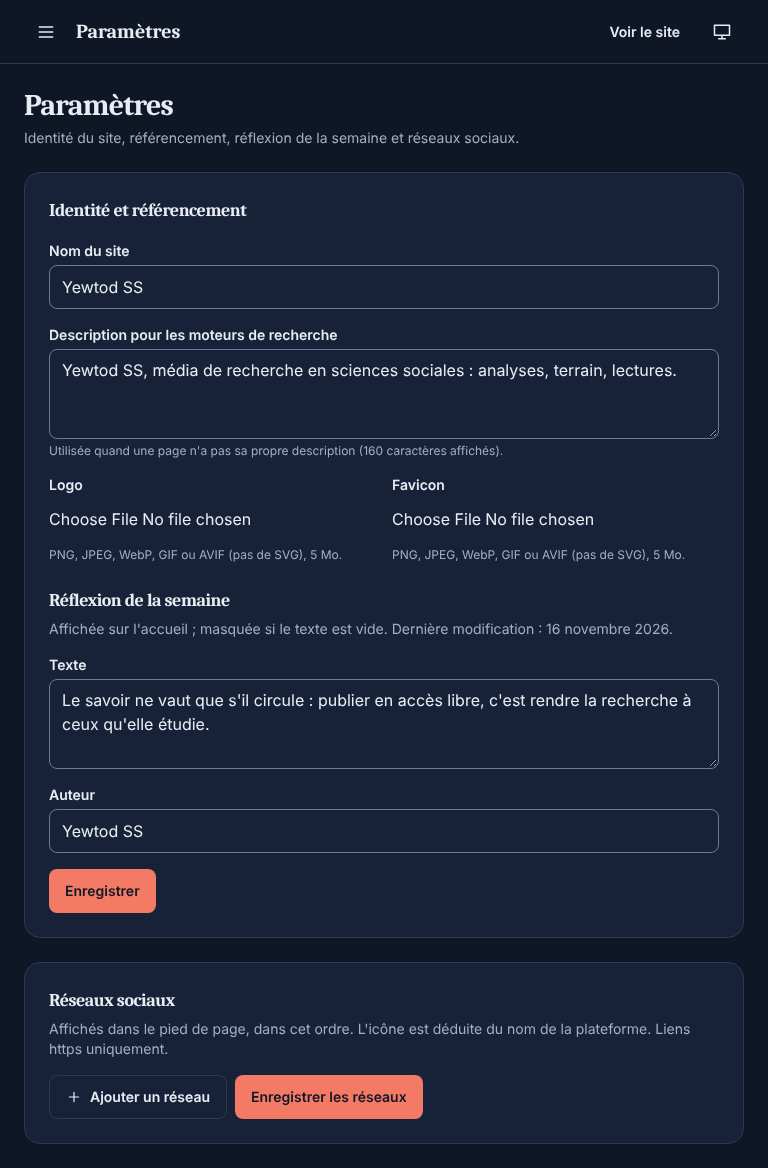 Paramètres
Voir le site
Paramètres
Identité du site, référencement, réflexion de la semaine et réseaux sociaux.
Identité et référencement
Nom du site
Yewtod SS
Description pour les moteurs de recherche
Yewtod SS, média de recherche en sciences sociales : analyses, terrain, lectures.
Utilisée quand une page n'a pas sa propre description (160 caractères affichés).
Logo
Favicon
Choose File No file chosen
Choose File No file chosen
PNG, JPEG, WebP, GIF ou AVIF (pas de SVG), 5 Mo.
PNG, JPEG, WebP, GIF ou AVIF (pas de SVG), 5 Mo.
Réflexion de la semaine
Affichée sur l'accueil ; masquée si le texte est vide. Dernière modification : 16 novembre 2026.
Texte
Le savoir ne vaut que s'il circule : publier en accès libre, c'est rendre la recherche à
ceux qu'elle étudie.
Auteur
Yewtod SS
Enregistrer
Réseaux sociaux
Affichés dans le pied de page, dans cet ordre. L'icône est déduite du nom de la plateforme. Liens
https uniquement.
Ajouter un réseau
Enregistrer les réseaux